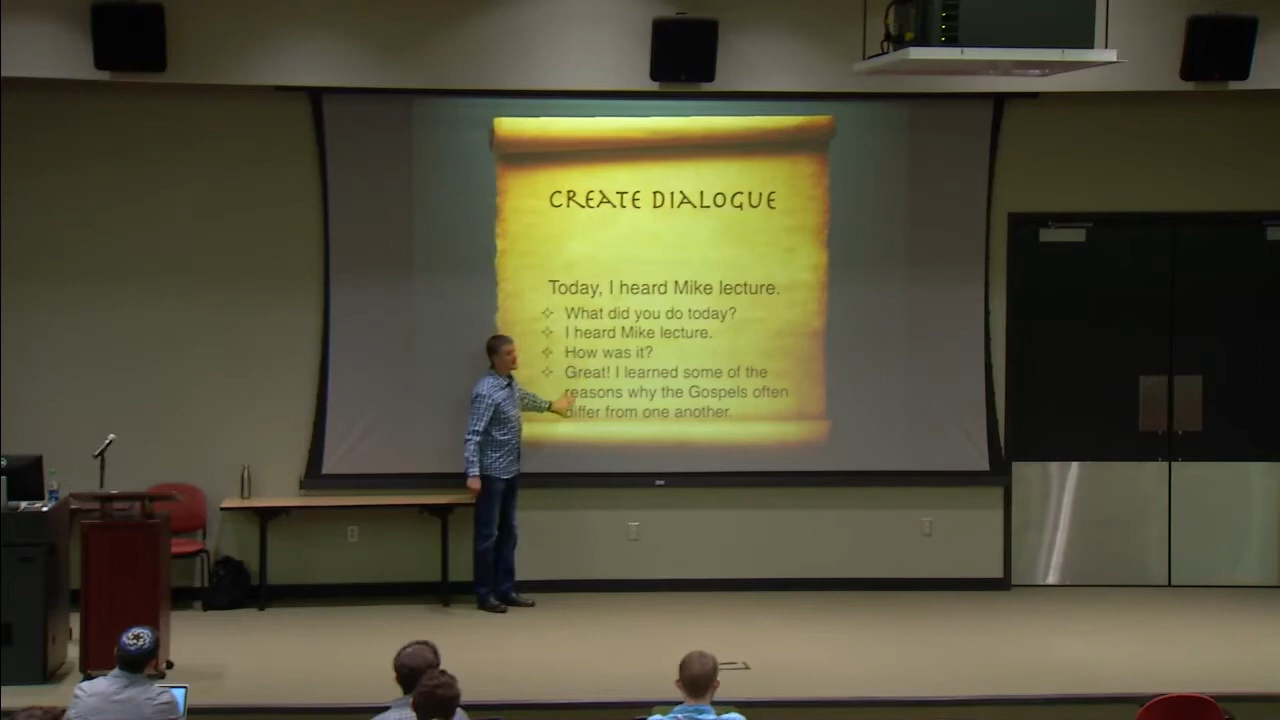 CREATE DIALOGUE
Today, I heard Mike lecture.
What did you do today?
I heard Mike lecture.
How was it?
Great! I learned some of the
reasons why the Gospels often
differ from one another.